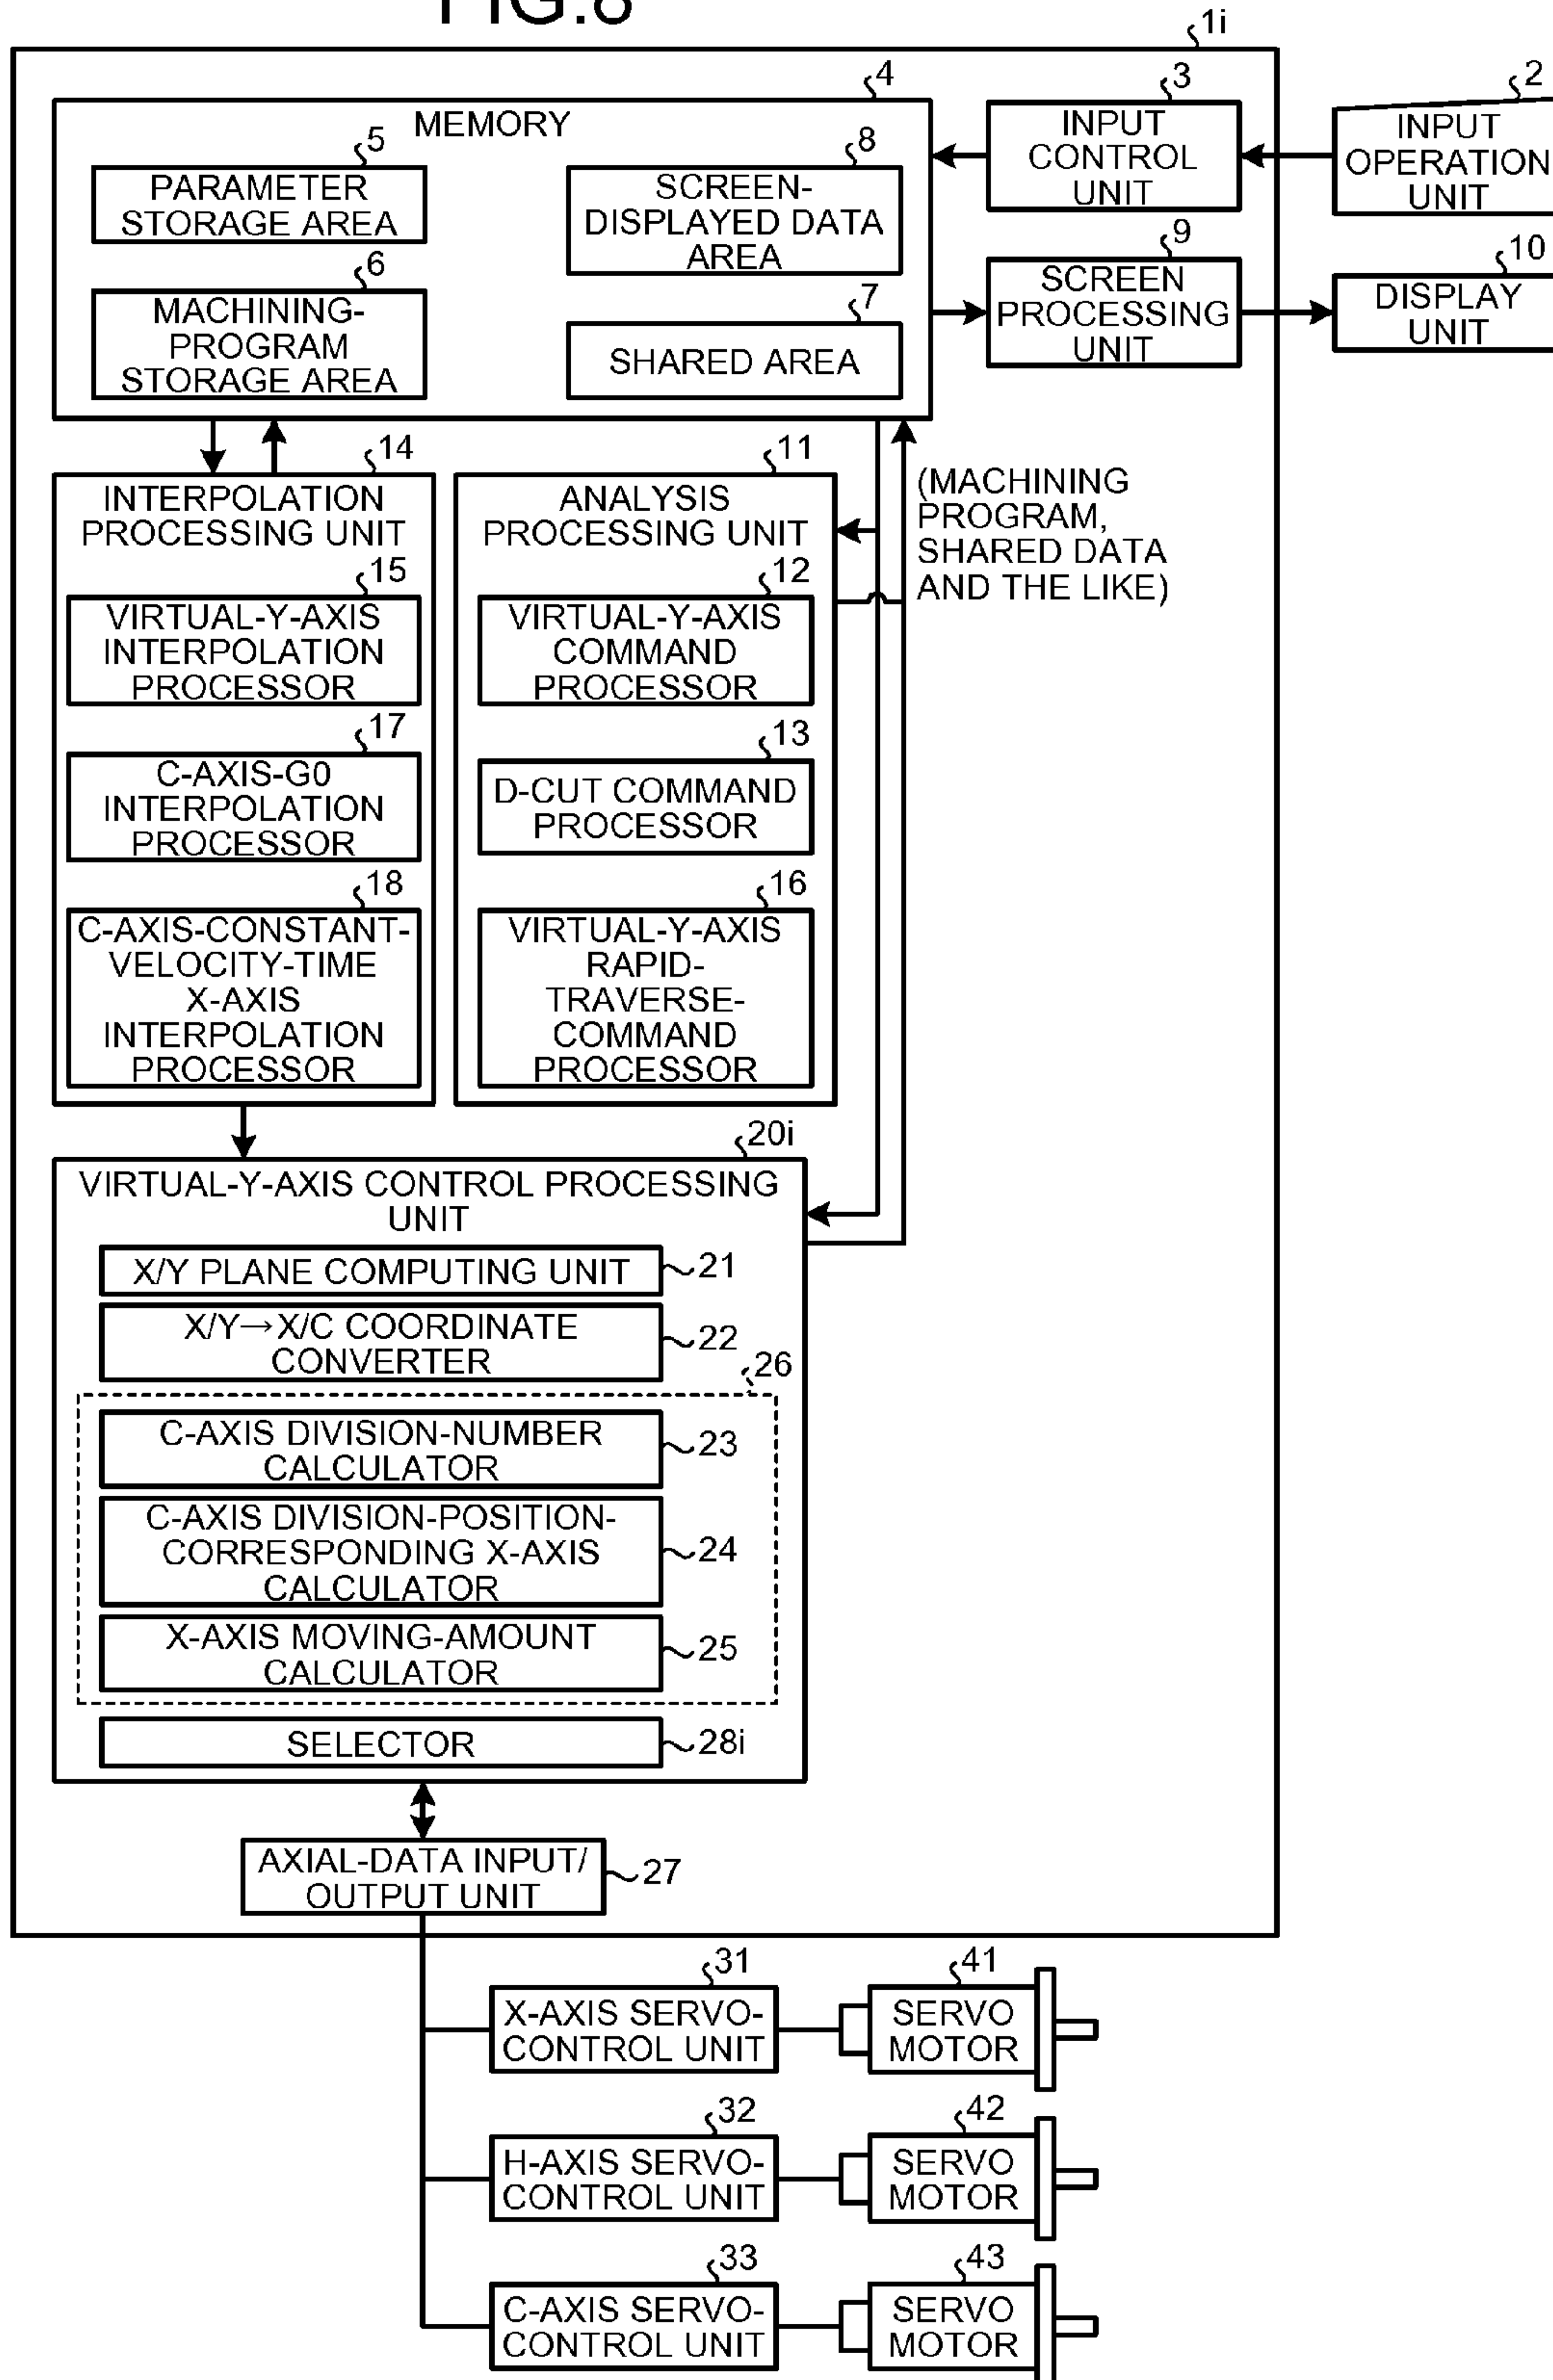 FIG.8
1i
4
MEMORY
5
PARAMETER
STORAGE AREA
6
MACHINING-
PROGRAM
STORAGE AREA
8
SCREEN-
DISPLAYED DATA
AREA
7
SHARED AREA
3
INPUT
CONTROL
UNIT
2
INPUT
OPERATION
UNIT
9
SCREEN
PROCESSING
UNIT
10
DISPLAY
UNIT
14
INTERPOLATION
PROCESSING UNIT
15
VIRTUAL-Y-AXIS
INTERPOLATION
PROCESSOR
17
C-AXIS-G0
INTERPOLATION
PROCESSOR
18
C-AXIS-CONSTANT-
VELOCITY-TIME
X-AXIS
INTERPOLATION
PROCESSOR
11
ANALYSIS
PROCESSING UNIT
12
VIRTUAL-Y-AXIS
COMMAND
PROCESSOR
13
D-CUT COMMAND
PROCESSOR
16
VIRTUAL-Y-AXIS
RAPID-
TRAVERSE-
COMMAND
PROCESSOR
(MACHINING
PROGRAM,
SHARED DATA
AND THE LIKE)
20i
VIRTUAL-Y-AXIS CONTROL PROCESSING
UNIT
X/Y PLANE COMPUTING UNIT
21
X/Y→X/C COORDINATE
CONVERTER
22
26
C-AXIS DIVISION-NUMBER
CALCULATOR
23
C-AXIS DIVISION-POSITION-
CORRESPONDING X-AXIS
CALCULATOR
24
X-AXIS MOVING-AMOUNT
CALCULATOR
25
SELECTOR
28i
AXIAL-DATA INPUT/
OUTPUT UNIT
27
31
X-AXIS SERVO-
CONTROL UNIT
41
SERVO
MOTOR
32
H-AXIS SERVO-
CONTROL UNIT
42
SERVO
MOTOR
33
C-AXIS SERVO-
CONTROL UNIT
43
SERVO
MOTOR